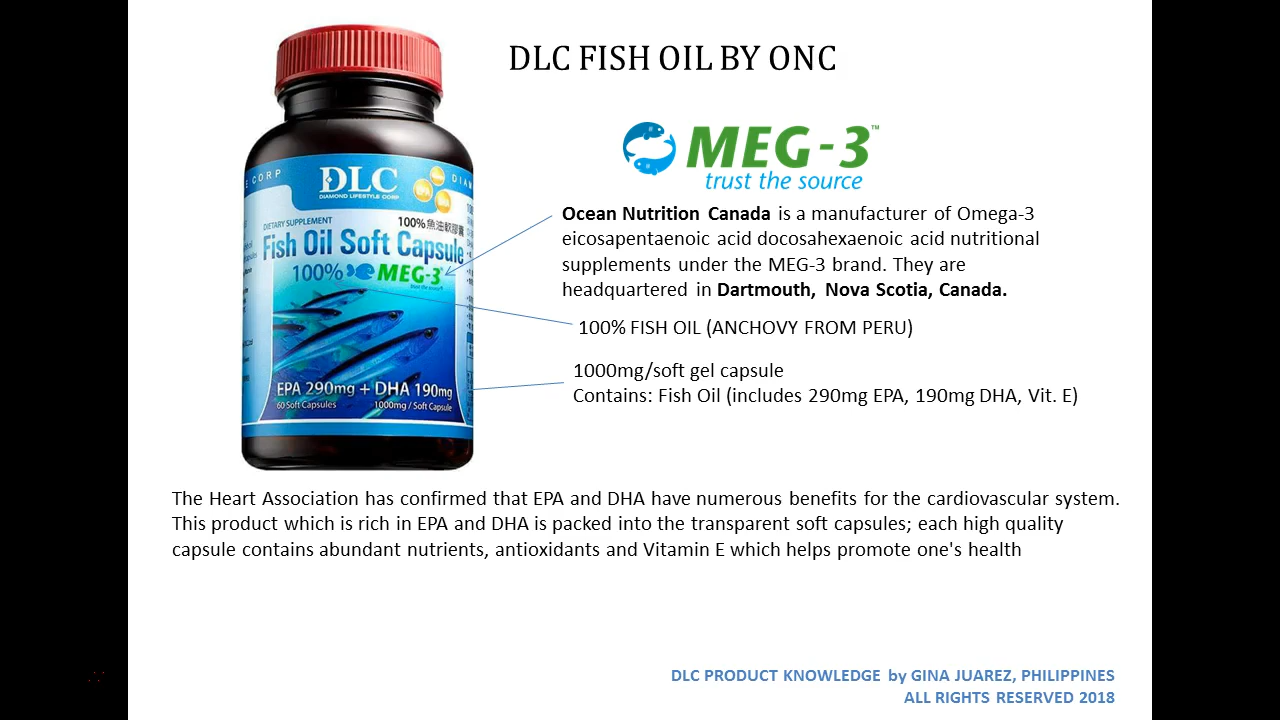 DLC FISH OIL BY ONC
MEG-3™
trust the source
E CORP
DLC
DIAMOND LIFESTYLE CORP
EPA
DIAM
DIETARY SUPPLEMENT
100%魚油軟膠囊
Fish Oil Soft Capsule
100% MEG-3
trust the source
EPA 290mg + DHA 190mg
60 Soft Capsules
1000mg / Soft Capsule
Ocean Nutrition Canada is a manufacturer of Omega-3
eicosapentaenoic acid docosahexaenoic acid nutritional
supplements under the MEG-3 brand. They are
headquartered in Dartmouth, Nova Scotia, Canada.
100% FISH OIL (ANCHOVY FROM PERU)
1000mg/soft gel capsule
Contains: Fish Oil (includes 290mg EPA, 190mg DHA, Vit. E)
The Heart Association has confirmed that EPA and DHA have numerous benefits for the cardiovascular system.
This product which is rich in EPA and DHA is packed into the transparent soft capsules; each high quality
capsule contains abundant nutrients, antioxidants and Vitamin E which helps promote one's health
DLC PRODUCT KNOWLEDGE by GINA JUAREZ, PHILIPPINES
ALL RIGHTS RESERVED 2018